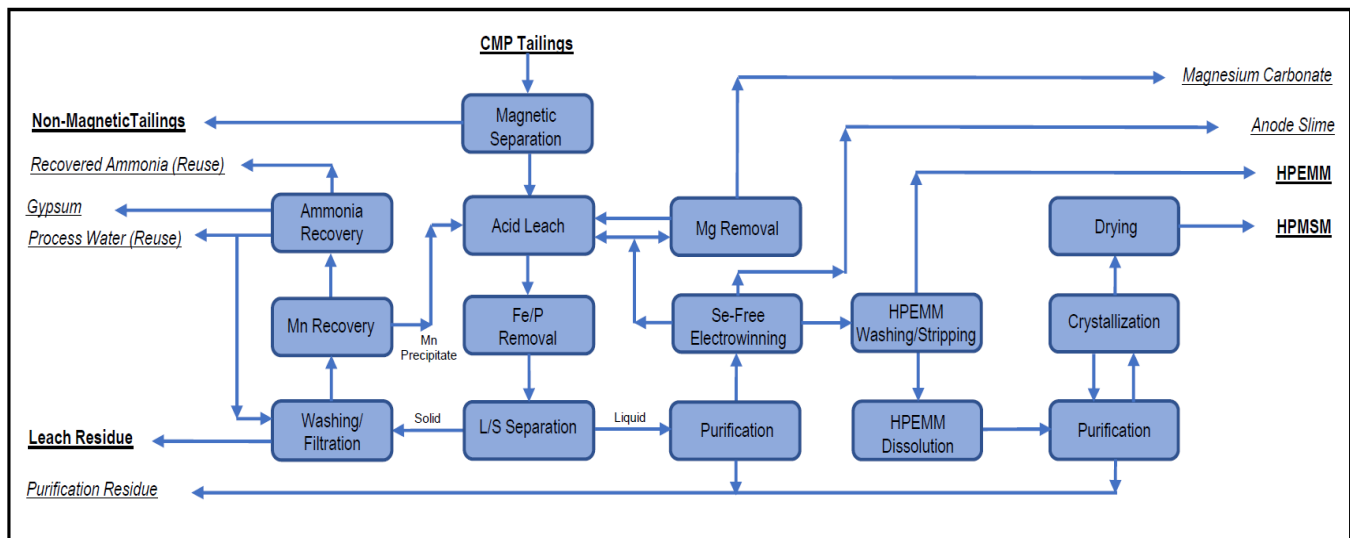 CMP Tailings
Magnesium Carbonate
Magnetic
Separation
Non-MagneticTailings
Anode Slime
Recovered Ammonia (Reuse)
HPEMM
Gypsum
Ammonia
Recovery
Acid Leach
Mg Removal
Drying
HPMSM
Process Water (Reuse)
Mn Recovery
Mn
Precipitate
Fe/P
Removal
Se-Free
Electrowinning
HPEMM
Washing/Stripping
Crystallization
Leach Residue
Washing/
Filtration
Solid
L/S Separation
Liquid
Purification
HPEMM
Dissolution
Purification
Purification Residue